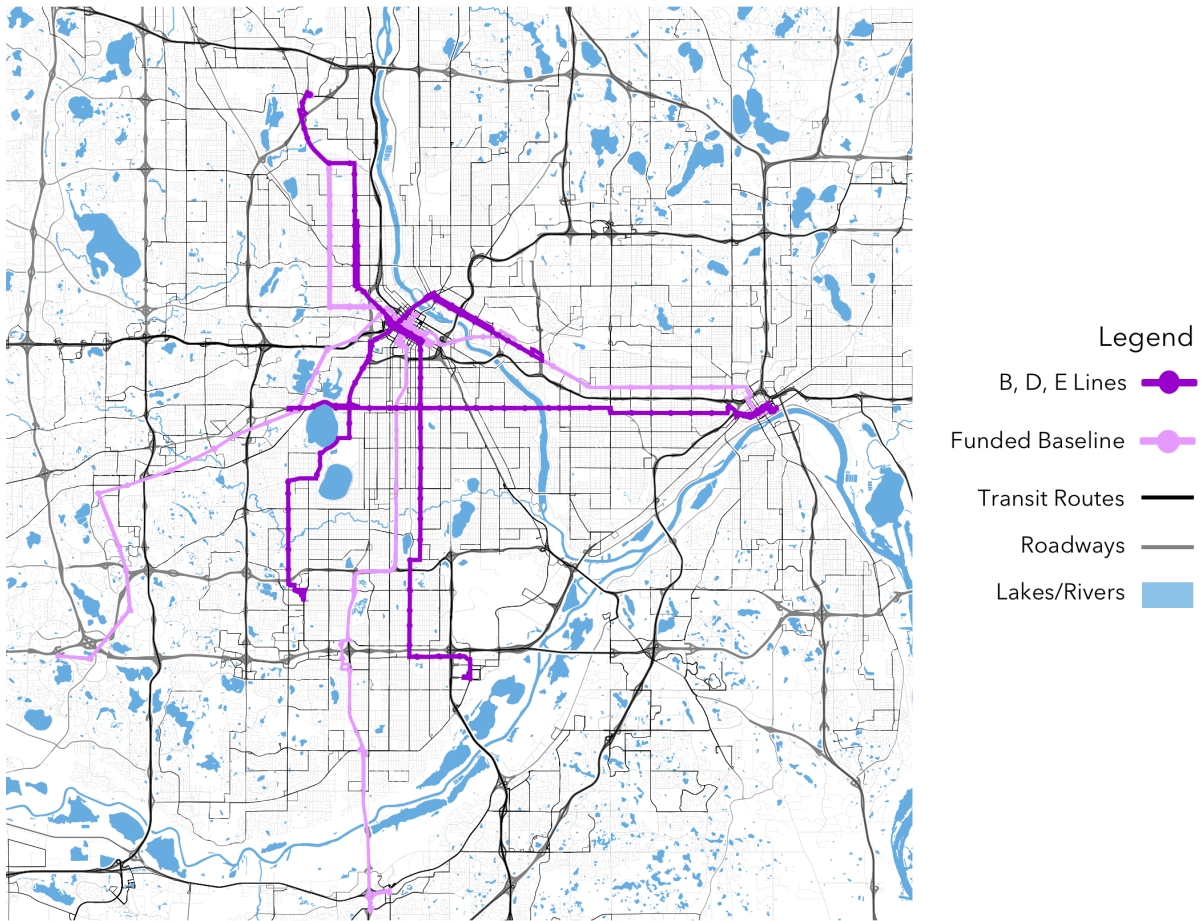 Legend
B, D, E Lines
Funded Baseline
Transit Routes
Roadways
Lakes/Rivers